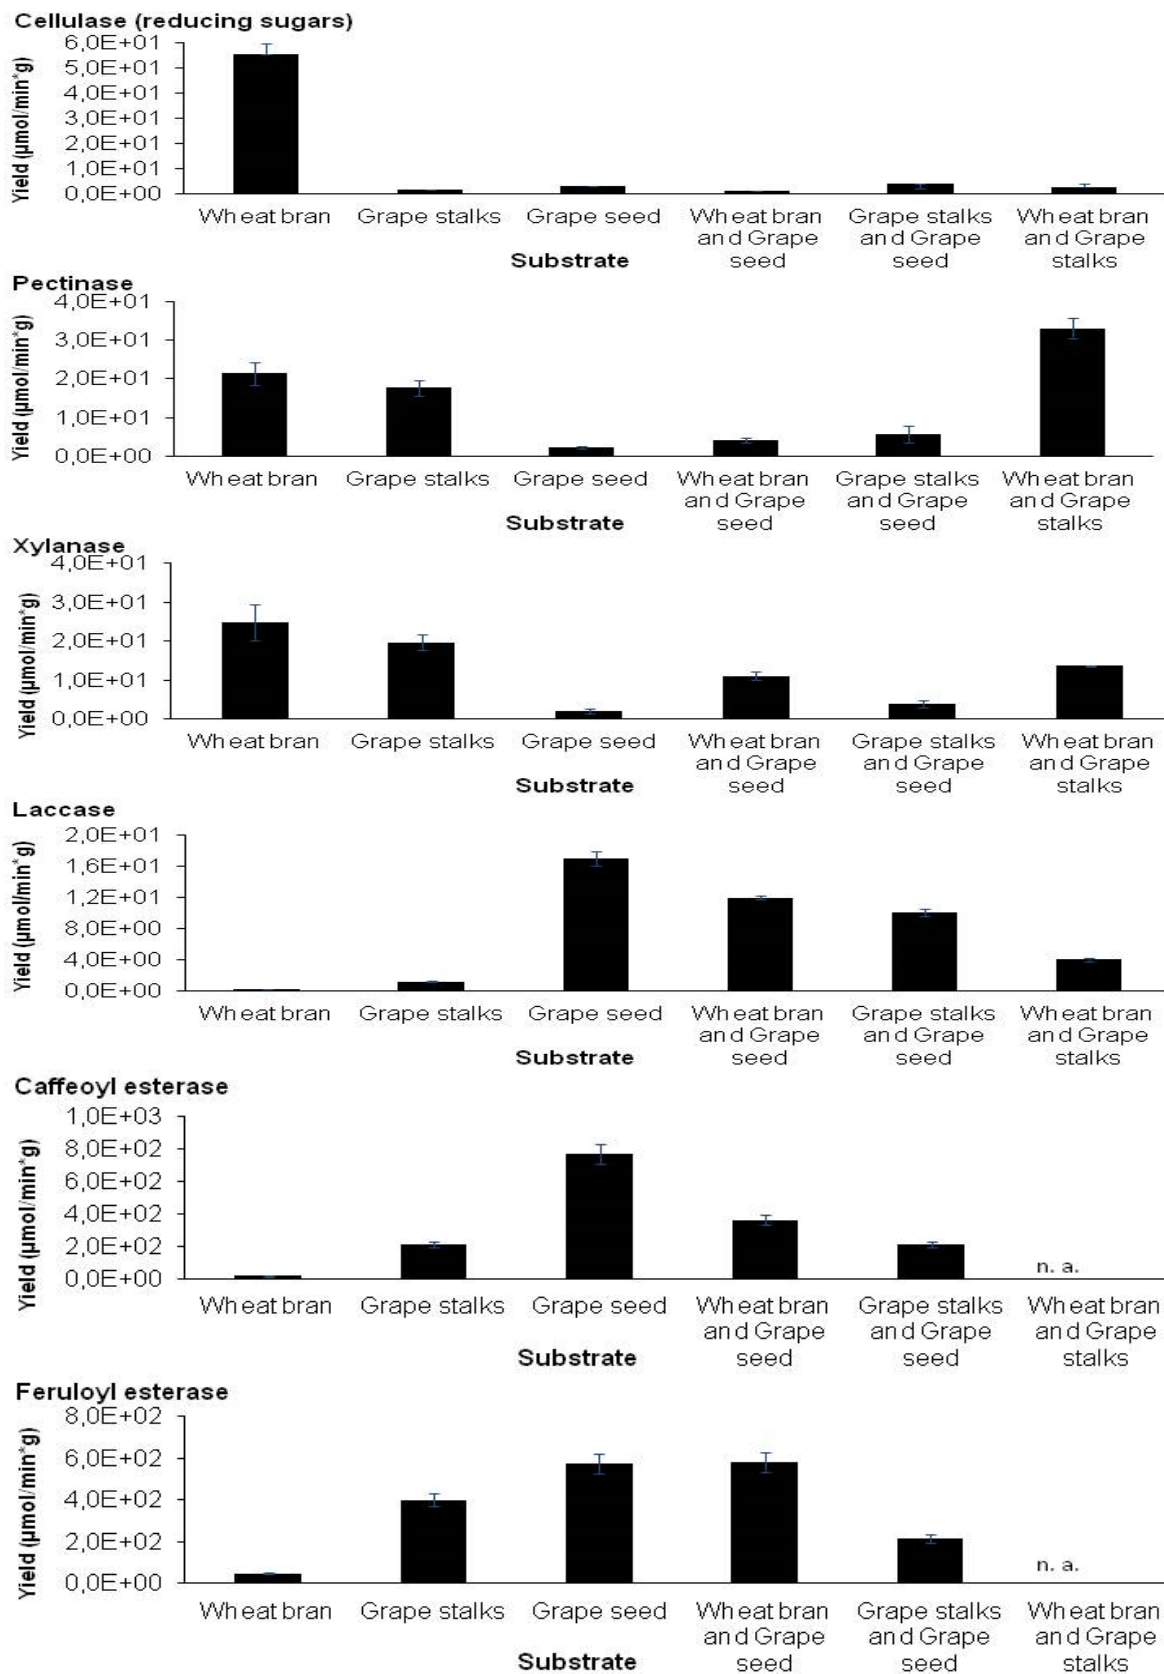 Cellulase (reducing sugars)
Yield (µmol/min*g)
6,0E+01
5,0E+01
4,0E+01
3,0E+01
2,0E+01
1,0E+01
0,0E+00
Wheat bran Grape stalks Grape seed Wheat bran Grape stalks Wheat bran
and Grape and Grape and Grape
seed seed stalks
Substrate
Pectinase
Yield (µmol/min*g)
4,0E+01
3,0E+01
2,0E+01
1,0E+01
0,0E+00
Wheat bran Grape stalks Grape seed Wheat bran Grape stalks Wheat bran
and Grape and Grape and Grape
seed seed stalks
Substrate
Xylanase
Yield (µmol/min*g)
4,0E+01
3,0E+01
2,0E+01
1,0E+01
0,0E+00
Wheat bran Grape stalks Grape seed Wheat bran Grape stalks Wheat bran
and Grape and Grape and Grape
seed seed stalks
Substrate
Laccase
Yield (µmol/min*g)
2,0E+01
1,6E+01
1,2E+01
8,0E+00
4,0E+00
0,0E+00
Wheat bran Grape stalks Grape seed Wheat bran Grape stalks Wheat bran
and Grape and Grape and Grape
seed seed stalks
Substrate
Caffeoyl esterase
Yield (µmol/min*g)
1,0E+03
8,0E+02
6,0E+02
4,0E+02
2,0E+02
0,0E+00
n. a.
Wheat bran Grape stalks Grape seed Wheat bran Grape stalks Wheat bran
and Grape and Grape and Grape
seed seed stalks
Substrate
Feruloyl esterase
Yield (µmol/min*g)
8,0E+02
6,0E+02
4,0E+02
2,0E+02
0,0E+00
n. a.
Wheat bran Grape stalks Grape seed Wheat bran Grape stalks Wheat bran
and Grape and Grape and Grape
seed seed stalks
Substrate